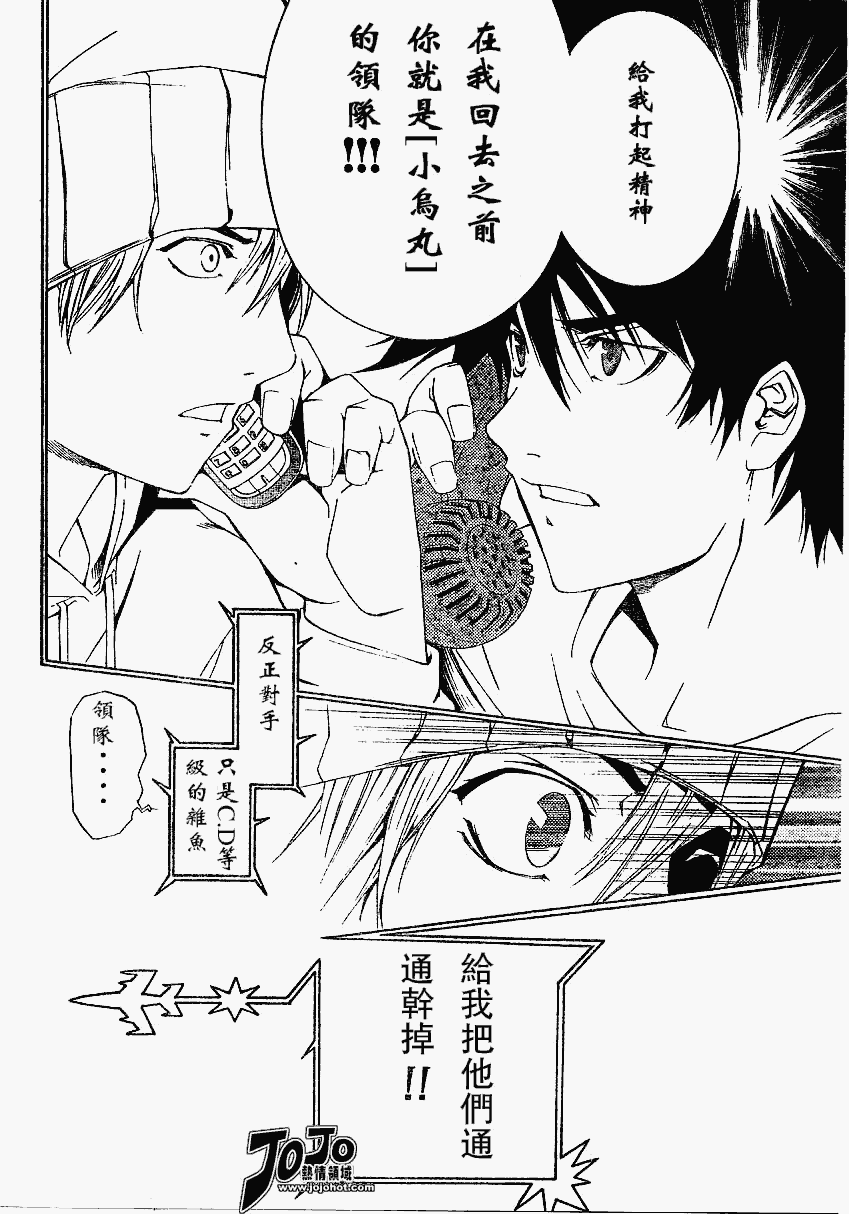 給我打起精神
在我回去之前
你就是[小烏丸]
的領隊!!!
反正對手
只是C.D等
級的雜魚
領隊....
給我把他們通
通幹掉!!
JOJO
熱情領域
www.jojohot.com